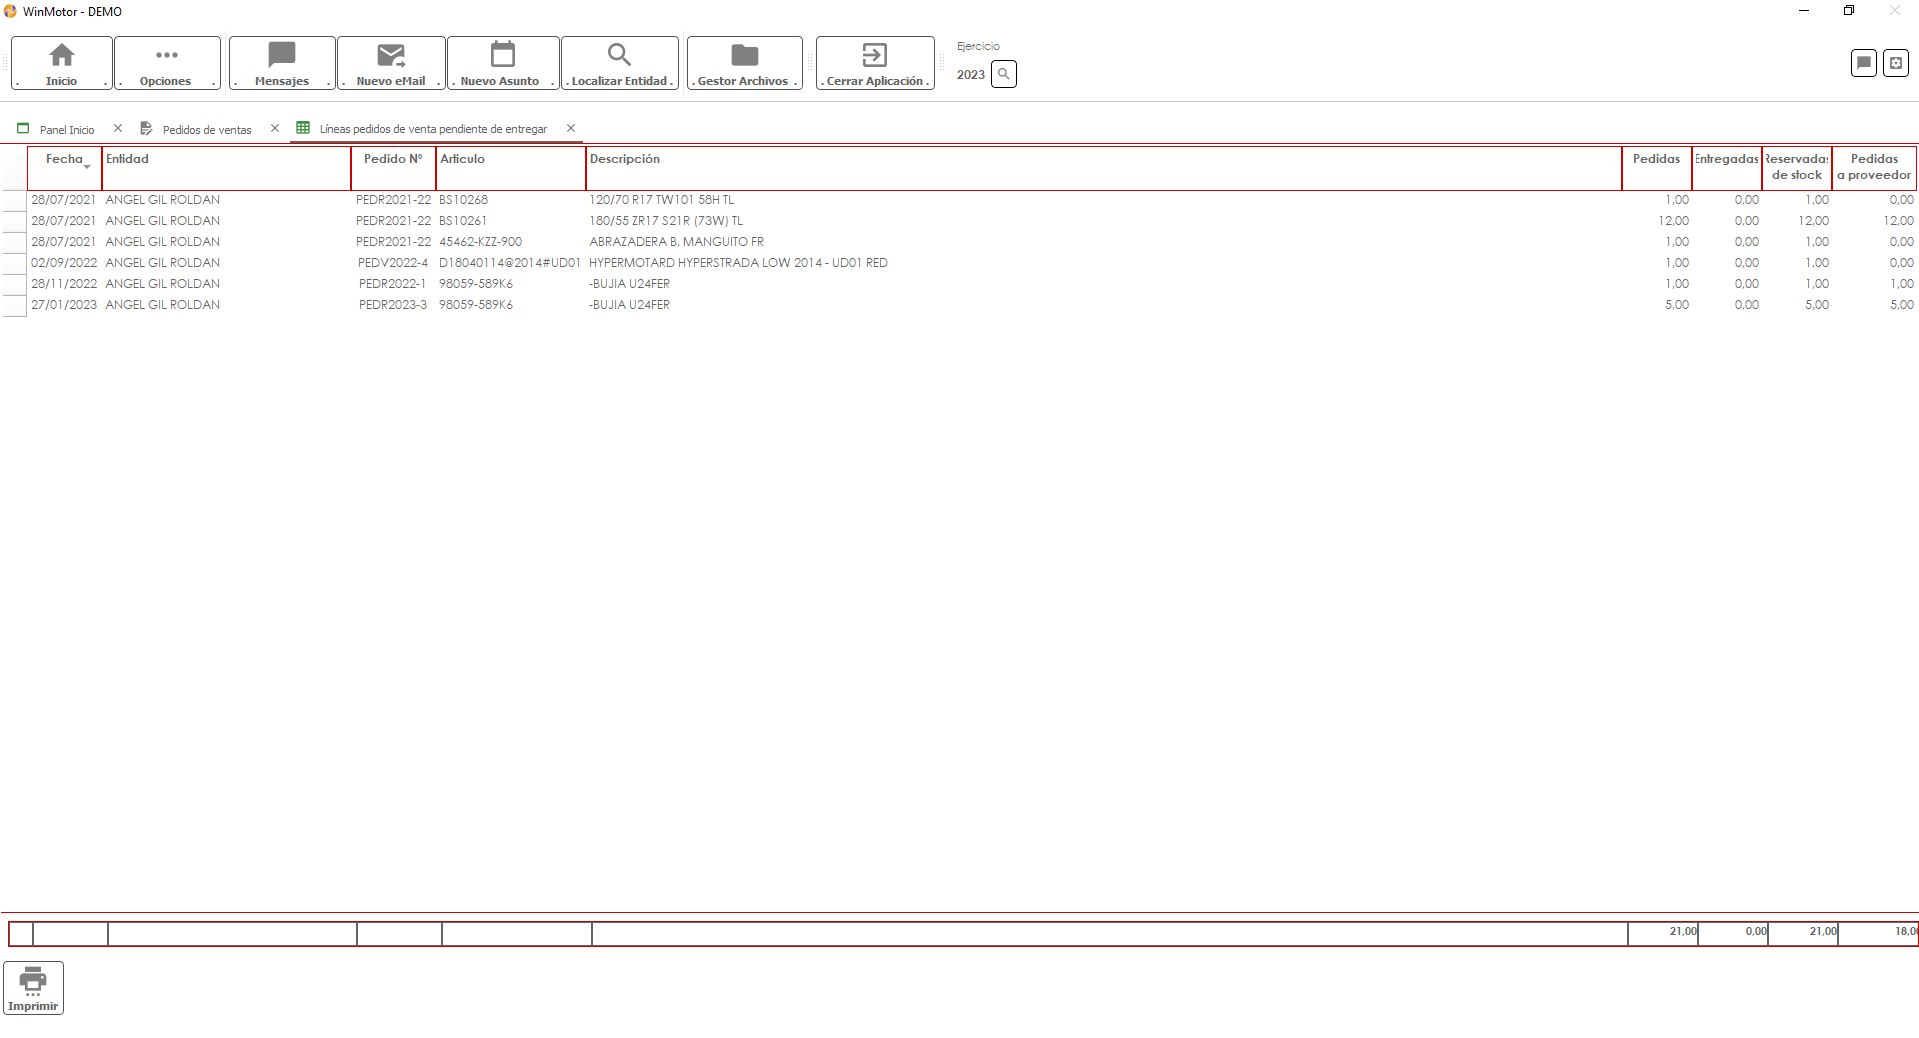 WinMotor - DEMO
. Inicio .
. Opciones .
. Mensajes .
. Nuevo eMail .
. Nuevo Asunto .
. Localizar Entidad .
. Gestor Archivos .
. Cerrar Aplicación .
Ejercicio
2023
Panel Inicio
Pedidos de ventas
Líneas pedidos de venta pendiente de entregar
Fecha Entidad Pedido Nº Articulo Descripción Pedidas Entregadas Reservadas de stock Pedidas a proveedor
28/07/2021 ANGEL GIL ROLDAN PEDR2021-22 BS10268 120/70 R17 TW101 58H TL 1,00 0,00 1,00 0,00
28/07/2021 ANGEL GIL ROLDAN PEDR2021-22 BS10261 180/55 ZR17 S21R (73W) TL 12,00 0,00 12,00 12,00
28/07/2021 ANGEL GIL ROLDAN PEDR2021-22 45462-KZZ-900 ABRAZADERA B, MANGUITO FR 1,00 0,00 1,00 0,00
02/09/2022 ANGEL GIL ROLDAN PEDV2022-4 D18040114@2014#UD01 HYPERMOTARD HYPERSTRADA LOW 2014 - UD01 RED 1,00 0,00 1,00 0,00
28/11/2022 ANGEL GIL ROLDAN PEDR2022-1 98059-589K6 -BUJIA U24FER 1,00 0,00 1,00 1,00
27/01/2023 ANGEL GIL ROLDAN PEDR2023-3 98059-589K6 -BUJIA U24FER 5,00 0,00 5,00 5,00
21,00 0,00 21,00 18,00
Imprimir